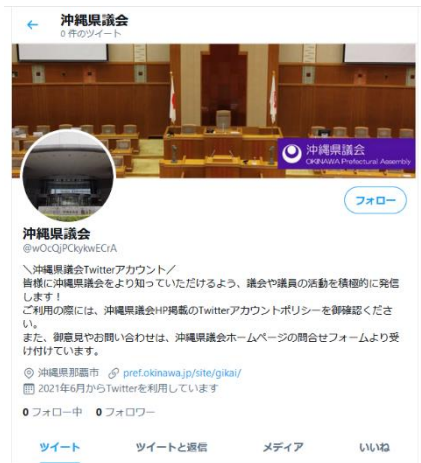 沖縄県議会
0 件のツイート
沖縄県議会
OKINAWA Prefectural Assembly
フォロー
沖縄県議会
@wOcQjPCkykwECrA
＼沖縄県議会Twitterアカウント／
皆様に沖縄県議会をより知っていただけるよう、議会や議員の活動を積極的に発信
します！
ご利用の際には、沖縄県議会HP掲載のTwitterアカウントポリシーを御確認くださ
い。
また、御意見やお問い合わせは、沖縄県議会ホームページの問合せフォームより受
け付けています。
沖縄県那覇市 pref.okinawa.jp/site/gikai/
2021年6月からTwitterを利用しています
0 フォロー中 0 フォロワー
ツイート ツイートと返信 メディア いいね